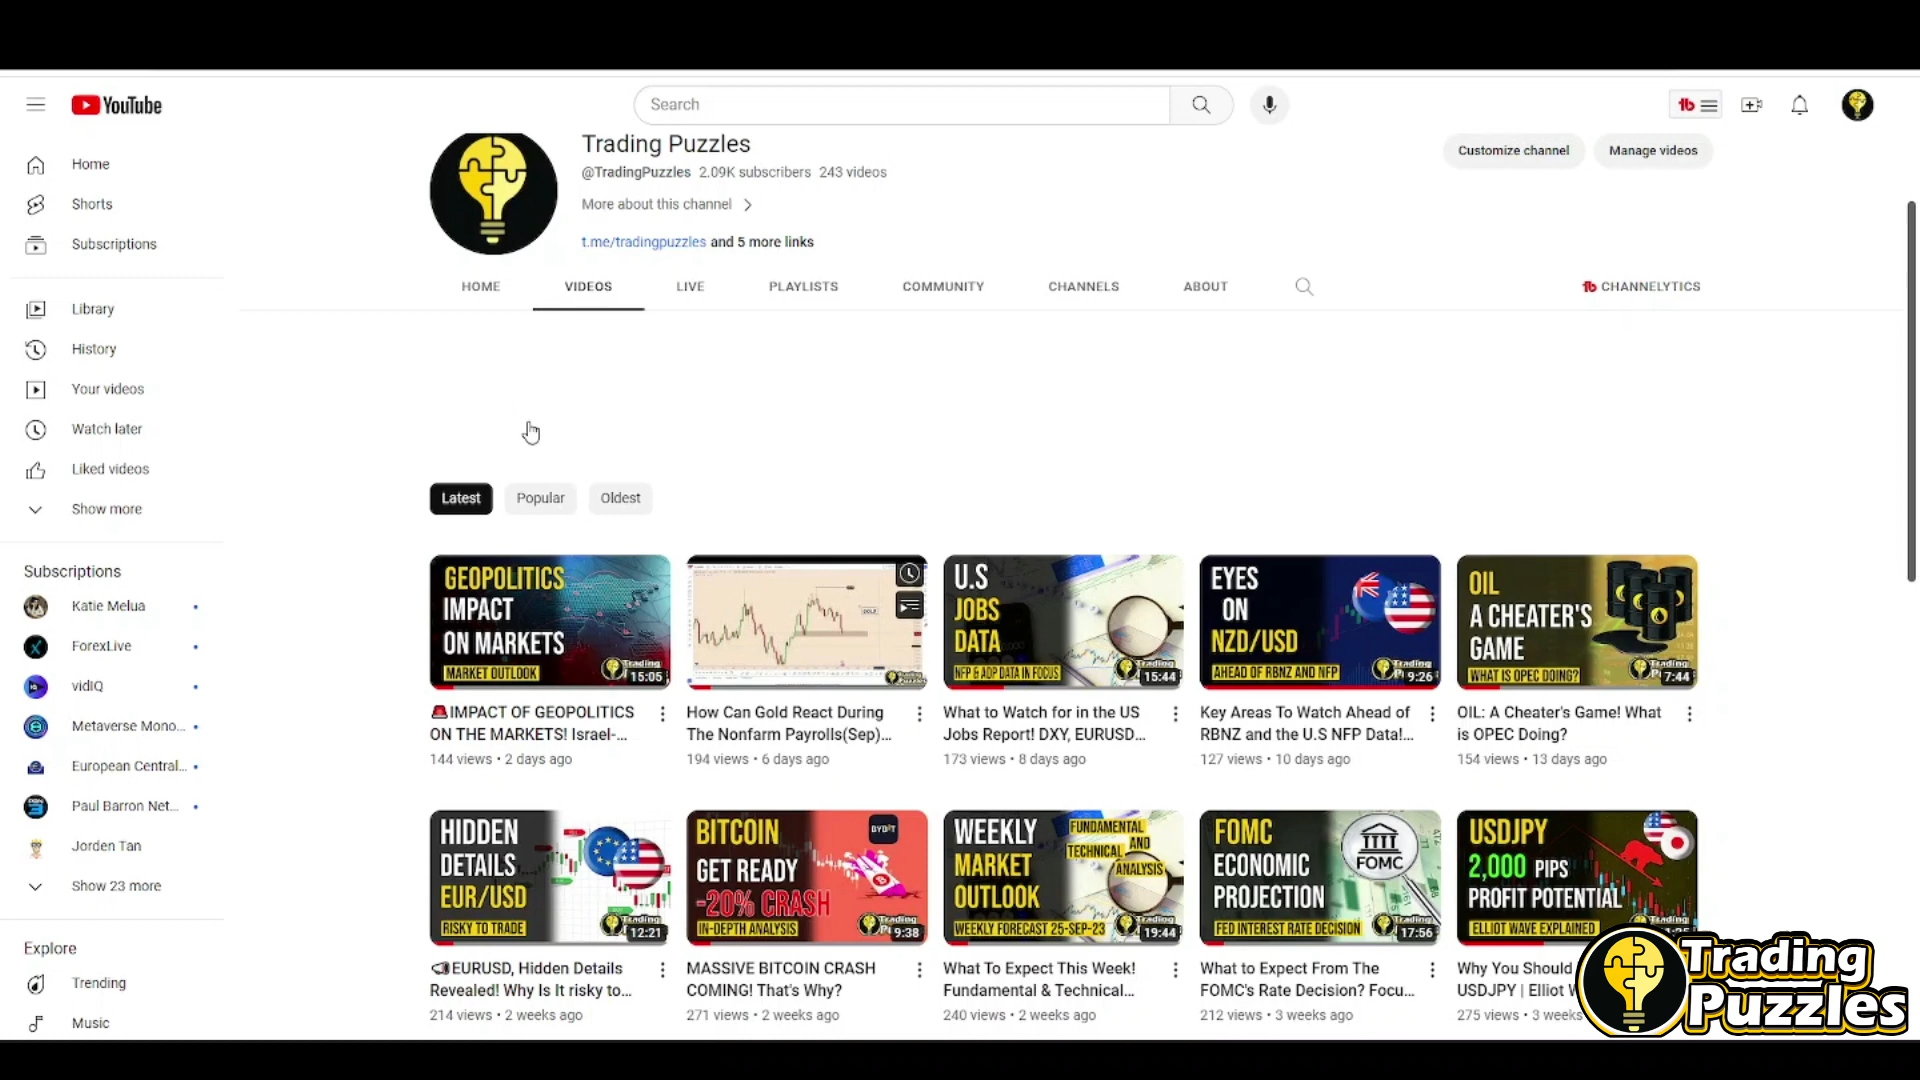 YouTube
Search
Home
Shorts
Subscriptions
Library
History
Your videos
Watch later
Liked videos
Show more
Subscriptions
Katie Melua
ForexLive
vidIQ
Metaverse Mono...
European Central...
Paul Barron Net...
Jorden Tan
Show 23 more
Explore
Trending
Music
Trading Puzzles
@TradingPuzzles 2.09K subscribers 243 videos
More about this channel
t.me/tradingpuzzles and 5 more links
Customize channel
Manage videos
HOME
VIDEOS
LIVE
PLAYLISTS
COMMUNITY
CHANNELS
ABOUT
CHANNELYTICS
Latest
Popular
Oldest
GEOPOLITICS
IMPACT
ON MARKETS
MARKET OUTLOOK
15:05
🚨IMPACT OF GEOPOLITICS
ON THE MARKETS! Israel-...
144 views • 2 days ago
How Can Gold React During
The Nonfarm Payrolls(Sep)...
194 views • 6 days ago
U.S
JOBS
DATA
NFP & ADP DATA IN FOCUS
15:44
What to Watch for in the US
Jobs Report! DXY, EURUSD...
173 views • 8 days ago
EYES
ON
NZD/USD
AHEAD OF RBNZ AND NFP
9:26
Key Areas To Watch Ahead of
RBNZ and the U.S NFP Data!...
127 views • 10 days ago
OIL
A CHEATER'S
GAME
WHAT IS OPEC DOING?
7:44
OIL: A Cheater's Game! What
is OPEC Doing?
154 views • 13 days ago
HIDDEN
DETAILS
EUR/USD
RISKY TO TRADE
12:21
📢EURUSD, Hidden Details
Revealed! Why Is It risky to...
214 views • 2 weeks ago
BITCOIN
GET READY
-20% CRASH
IN-DEPTH ANALYSIS
BYBIT
9:38
MASSIVE BITCOIN CRASH
COMING! That's Why?
271 views • 2 weeks ago
WEEKLY
MARKET
OUTLOOK
FUNDAMENTAL
TECHNICAL AND
ANALYSIS
WEEKLY FORECAST 25-SEP-23
19:44
What To Expect This Week!
Fundamental & Technical...
240 views • 2 weeks ago
FOMC
ECONOMIC
PROJECTION
FED INTEREST RATE DECISION
FOMC
17:56
What to Expect From The
FOMC's Rate Decision? Focu...
212 views • 3 weeks ago
USDJPY
2,000 PIPS
PROFIT POTENTIAL
ELLIOT WAVE EXPLAINED
Why You Should
USDJPY | Elliot
275 views • 3 weeks
Trading
Puzzles